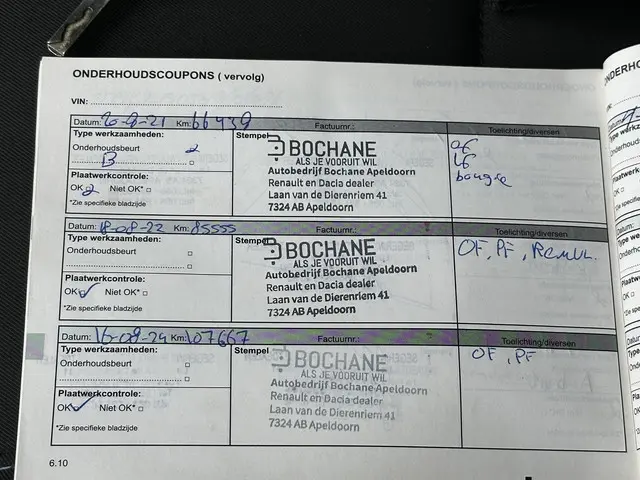 ONDERHOUDSCOUPONS ( vervolg)
VIN:
Datum: Km: 66439 Factuurnr.: Toelichting/diversen
Type werkzaamheden:
Onderhoudsbeurt
B
Plaatwerkcontrole:
OK Niet OK*
*Zie specifieke bladzijde
Stempel
BOCHANE
ALS JE VOORUIT WIL
Autobedrijf Bochane Apeldoorn
Renault en Dacia dealer
Laan van de Dierenriem 41
7324 AB Apeldoorn
OF
bougie
Datum: 18-08-22 Km: 85555 Factuurnr.: Toelichting/diversen
Type werkzaamheden:
Onderhoudsbeurt
Plaatwerkcontrole:
OK Niet OK*
*Zie specifieke bladzijde
Stempel
BOCHANE
ALS JE VOORUIT WIL
Autobedrijf Bochane Apeldoorn
Renault en Dacia dealer
Laan van de Dierenriem 41
7324 AB Apeldoorn
OF, PF,
Datum: 16-08-24 Km: 107667 Factuurnr.: Toelichting/diversen
Type werkzaamheden:
Onderhoudsbeurt
Plaatwerkcontrole:
OK Niet OK*
*Zie specifieke bladzijde
Stempel
BOCHANE
ALS JE VOORUIT WIL
Autobedrijf Bochane Apeldoorn
Renault en Dacia dealer
Laan van de Dierenriem 41
7324 AB Apeldoorn
OF, PF
6.10